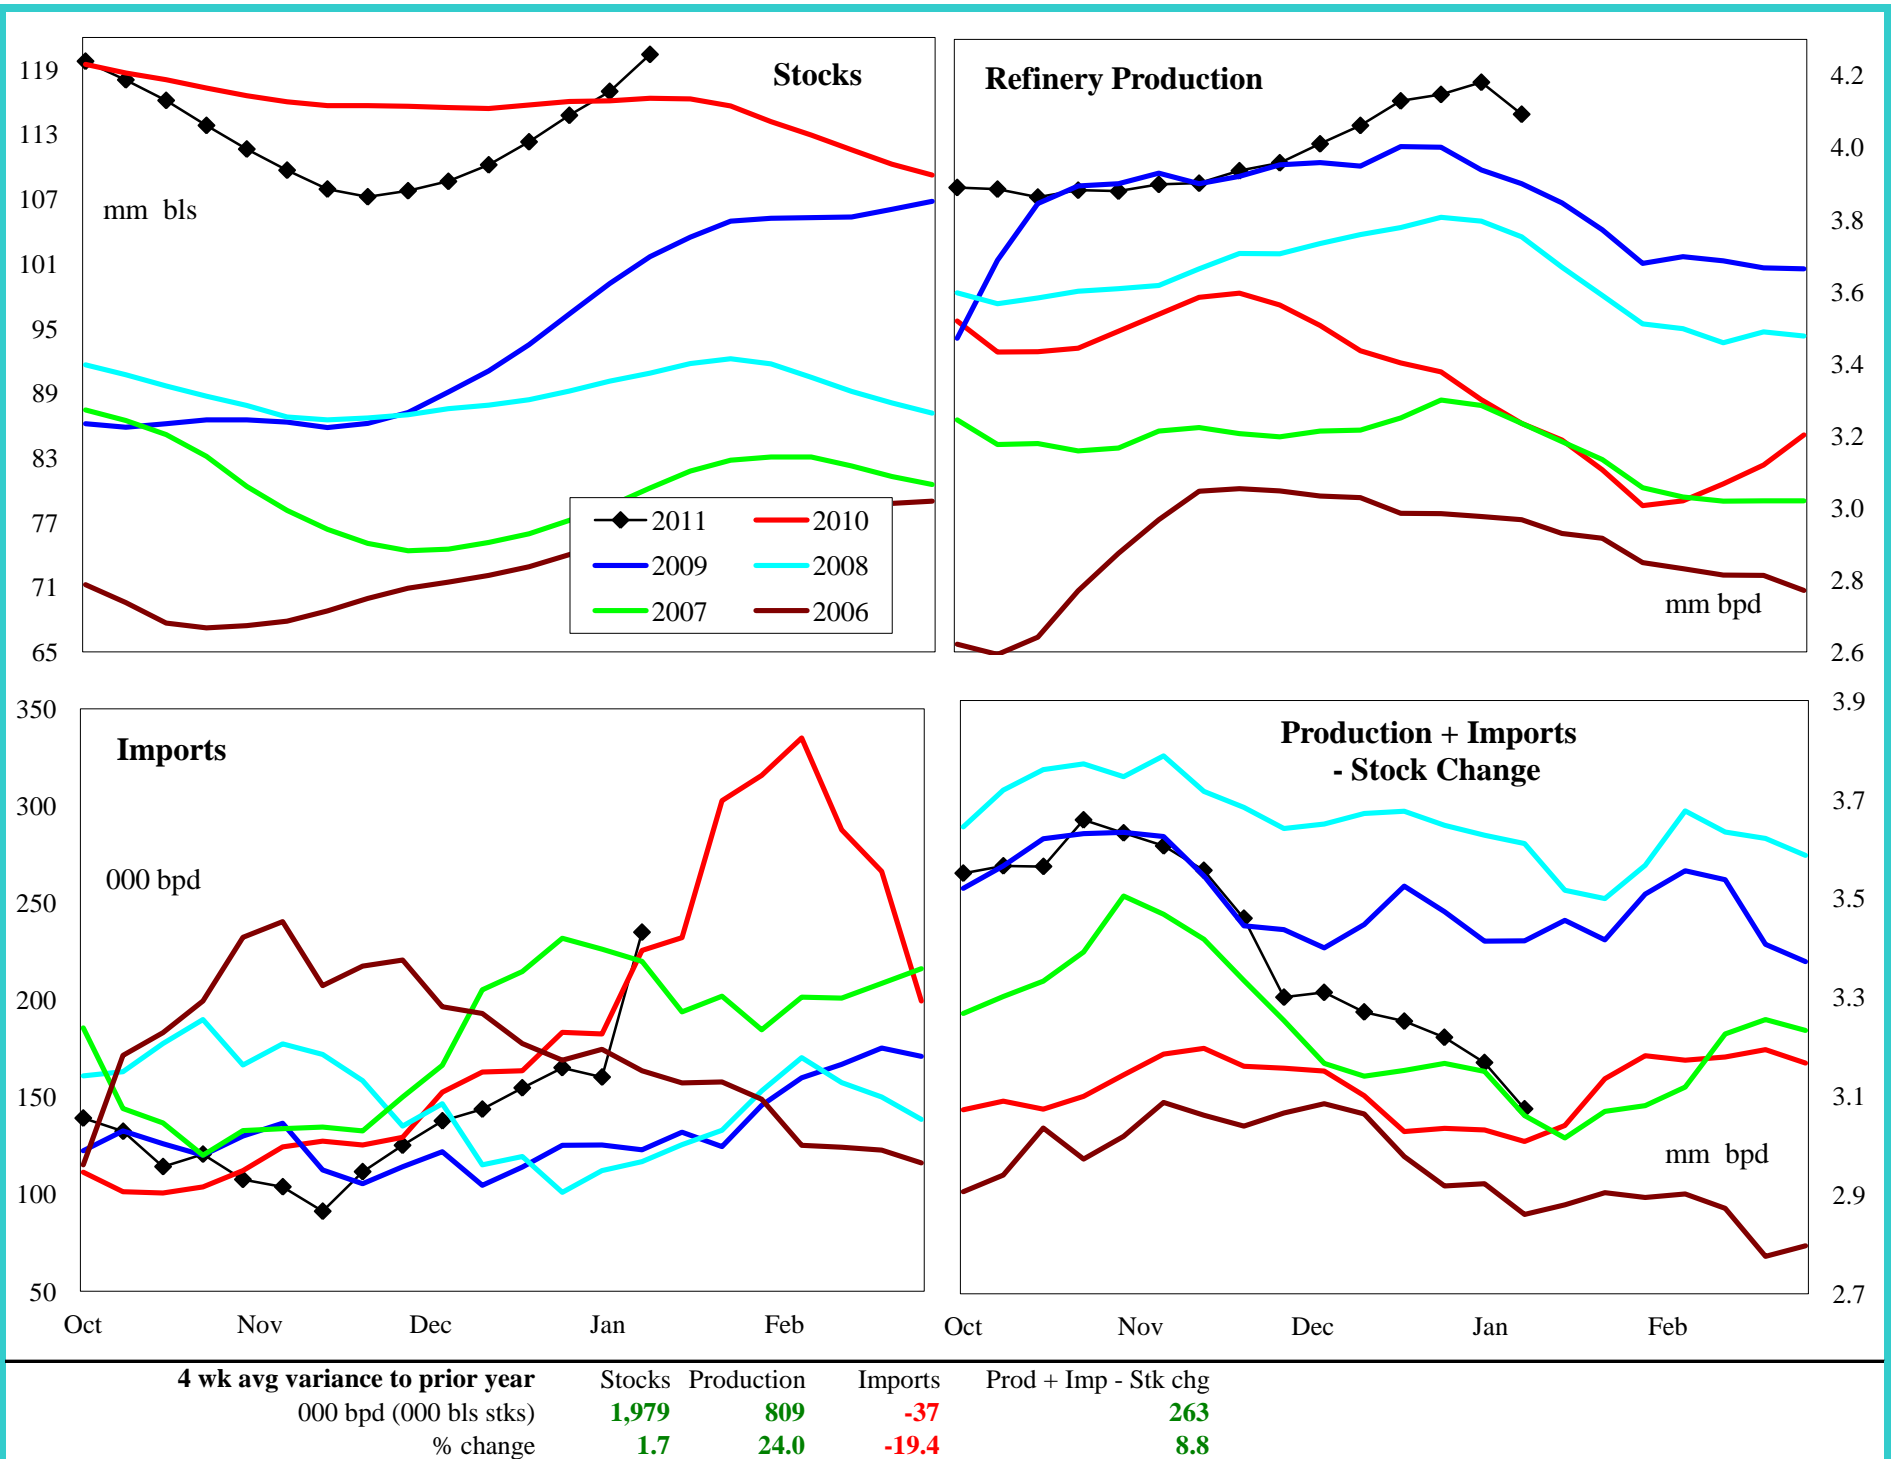 Stocks
119
113
107
101
95
89
83
77
71
65
mm bls
2011
2010
2009
2008
2007
2006
Refinery Production
4.2
4.0
3.8
3.6
3.4
3.2
3.0
2.8
2.6
mm bpd
Imports
350
300
250
200
150
100
50
000 bpd
Oct
Nov
Dec
Jan
Feb
Production + Imports
- Stock Change
3.9
3.7
3.5
3.3
3.1
2.9
2.7
mm bpd
Oct
Nov
Dec
Jan
Feb
4 wk avg variance to prior year Stocks Production Imports Prod + Imp - Stk chg
000 bpd (000 bls stks) 1,979 809 -37 263
% change 1.7 24.0 -19.4 8.8